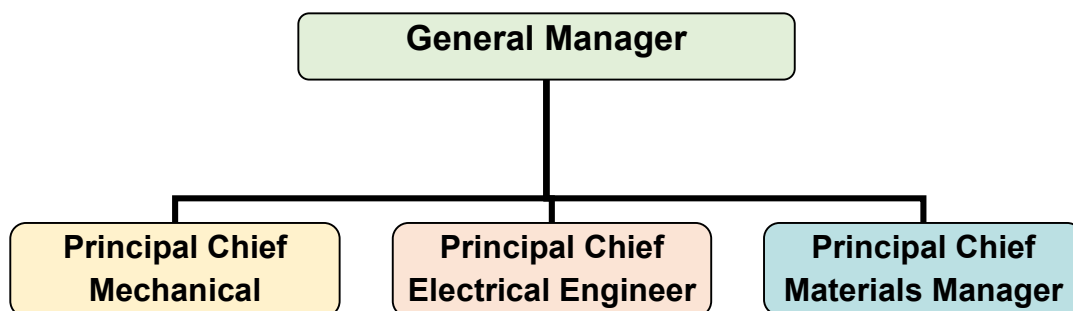 General Manager
Principal Chief
Mechanical
Principal Chief
Electrical Engineer
Principal Chief
Materials Manager